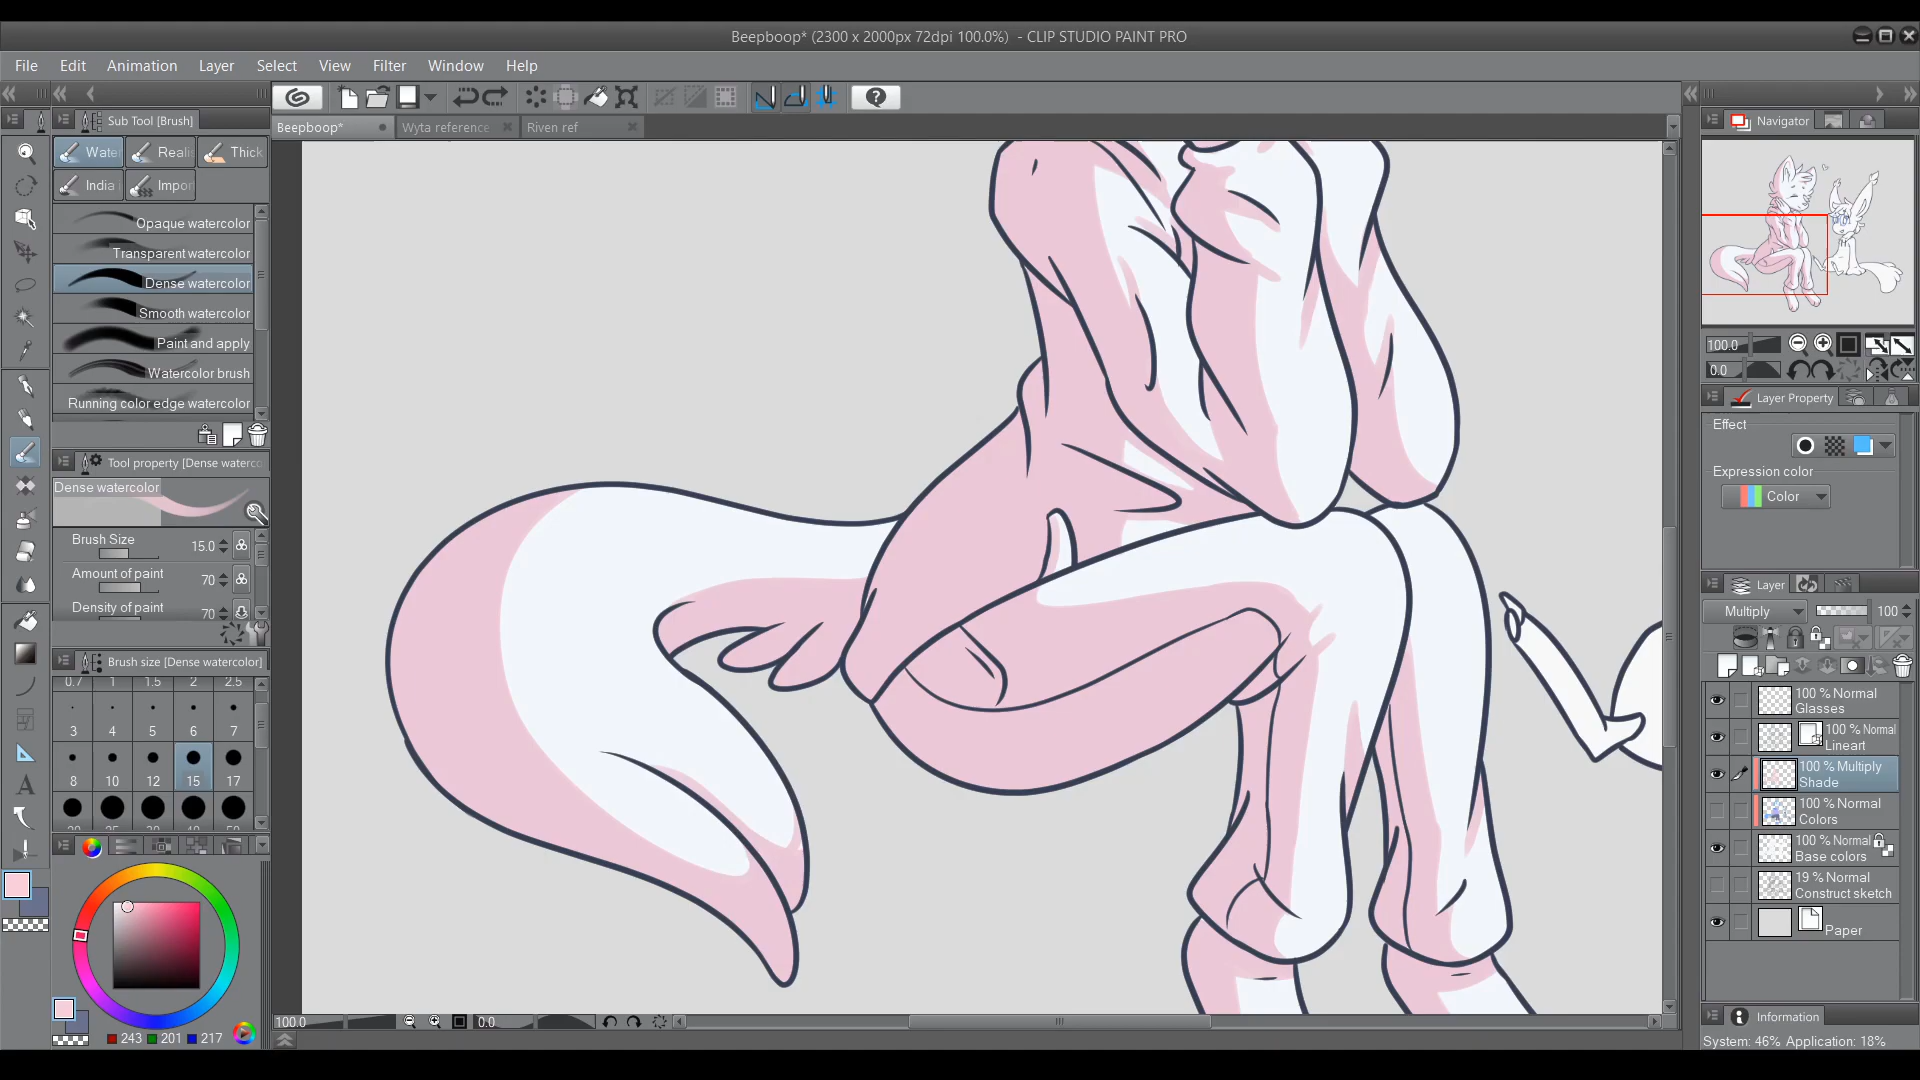 Beepboop* (2300 x 2000px 72dpi 100.0%) - CLIP STUDIO PAINT PRO
File Edit Animation Layer Select View Filter Window Help
Sub Tool [Brush]
Beepboop* Wyta reference Riven ref
Navigator
Water Reali Thick
India Impor
Opaque watercolor
Transparent watercolor
Dense watercolor
Smooth watercolor
Paint and apply
Watercolor brush
Running color edge watercolor
Tool property [Dense waterco
Dense watercolor
Brush Size 15.0
Amount of paint 70
Density of paint 70
Brush size [Dense watercolor]
0.7 1 1.5 2 2.5
3 4 5 6 7
8 10 12 15 17
243 201 217
100.0 0.0
100.0
0.0
Layer Property
Effect
Expression color
Color
Layer
Multiply 100
100 % Normal
Glasses
100 % Normal
Lineart
100 % Multiply
Shade
100 % Normal
Colors
100 % Normal
Base colors
19 % Normal
Construct sketch
Paper
Information
System: 46% Application: 18%